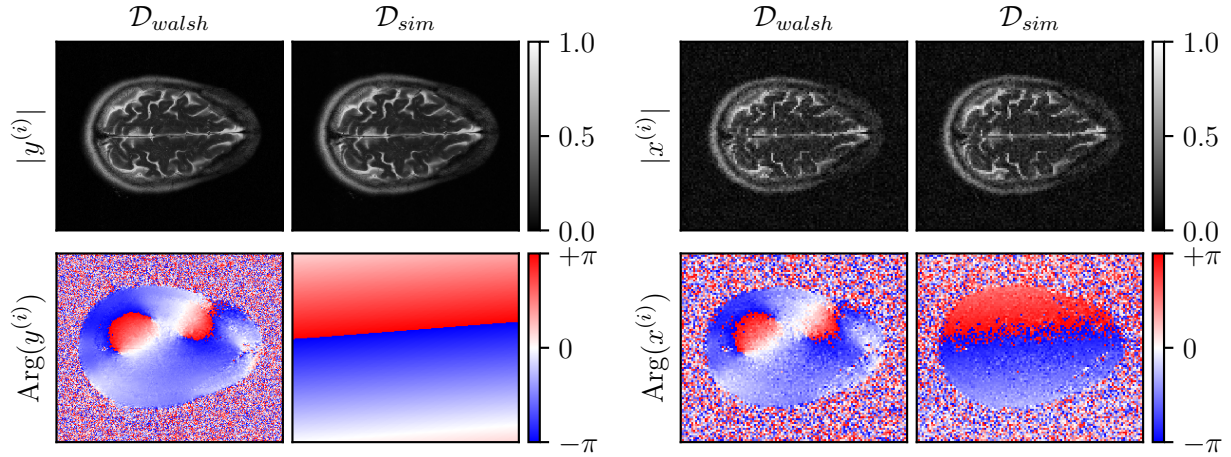 𝒟_walsh 𝒟_sim 𝒟_walsh 𝒟_sim
|y^(i)| 1.0 |x^(i)| 1.0
0.5 0.5
0.0 0.0
Arg(y^(i)) +π Arg(x^(i)) +π
0 0
−π −π